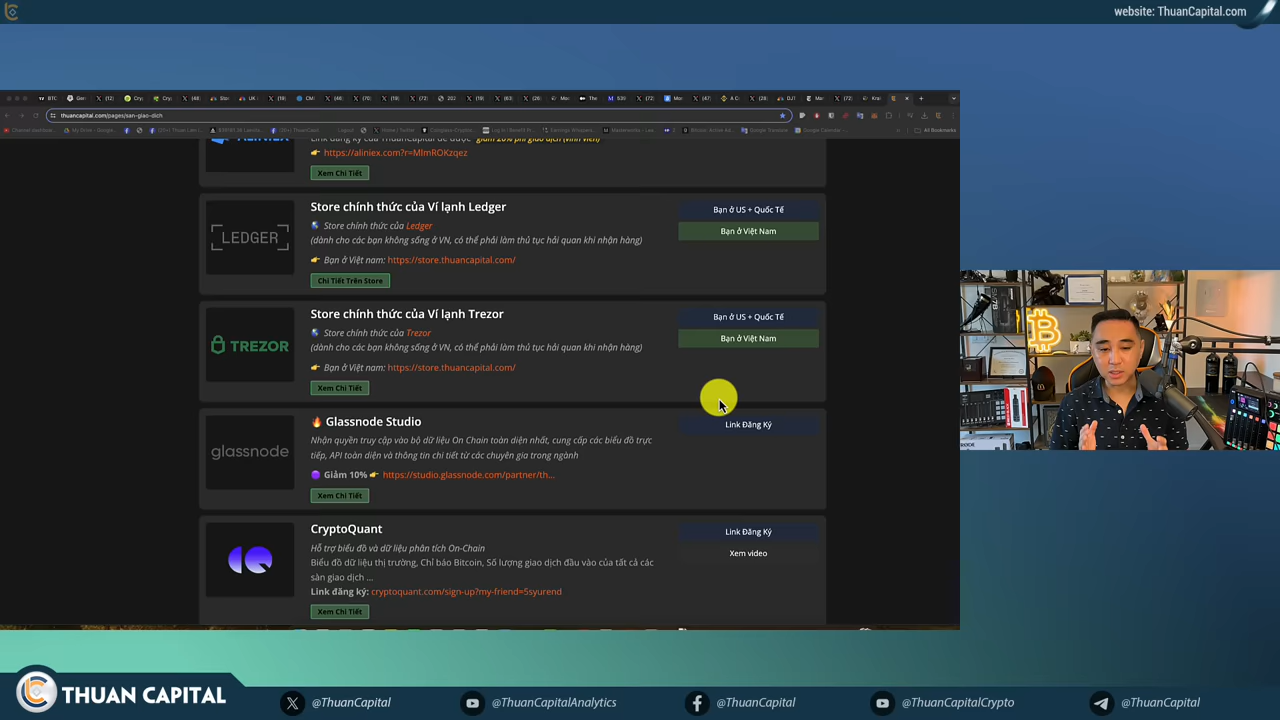 website: ThuanCapital.com
thuancapital.com/pages/san-giao-dich
All Bookmarks
https://aliniex.com?r=MlmROKzqez
Xem Chi Tiết
LEDGER
Store chính thức của Ví lạnh Ledger
Store chính thức của Ledger
(dành cho các bạn không sống ở VN, có thể phải làm thủ tục hải quan khi nhận hàng)
Bạn ở Việt nam: https://store.thuancapital.com/
Chi Tiết Trên Store
Bạn ở US + Quốc Tế
Bạn ở Việt Nam
TREZOR
Store chính thức của Ví lạnh Trezor
Store chính thức của Trezor
(dành cho các bạn không sống ở VN, có thể phải làm thủ tục hải quan khi nhận hàng)
Bạn ở Việt nam: https://store.thuancapital.com/
Xem Chi Tiết
Bạn ở US + Quốc Tế
Bạn ở Việt Nam
glassnode
Glassnode Studio
Nhận quyền truy cập vào bộ dữ liệu On Chain toàn diện nhất, cung cấp các biểu đồ trực
tiếp, API toàn diện và thông tin chi tiết từ các chuyên gia trong ngành
Giảm 10% https://studio.glassnode.com/partner/th...
Xem Chi Tiết
Link Đăng Ký
CryptoQuant
Hỗ trợ biểu đồ và dữ liệu phân tích On-Chain
Biểu đồ dữ liệu thị trường, Chỉ báo Bitcoin, Số lượng giao dịch đầu vào của tất cả các
sàn giao dịch ...
Link đăng ký: cryptoquant.com/sign-up?my-friend=5syurend
Xem Chi Tiết
Link Đăng Ký
Xem video
THUAN CAPITAL
@ThuanCapital
@ThuanCapitalAnalytics
@ThuanCapital
@ThuanCapitalCrypto
@ThuanCapital